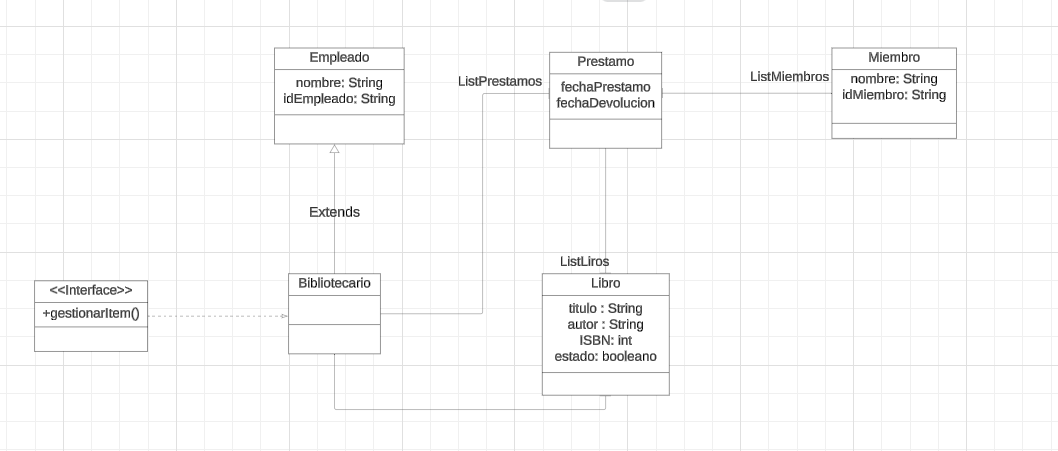 Empleado
nombre: String
idEmpleado: String
ListPrestamos
Prestamo
fechaPrestamo
fechaDevolucion
ListMiembros
Miembro
nombre: String
idMiembro: String
Extends
<<Interface>>
+gestionarItem()
Bibliotecario
ListLiros
Libro
titulo : String
autor : String
ISBN: int
estado: booleano